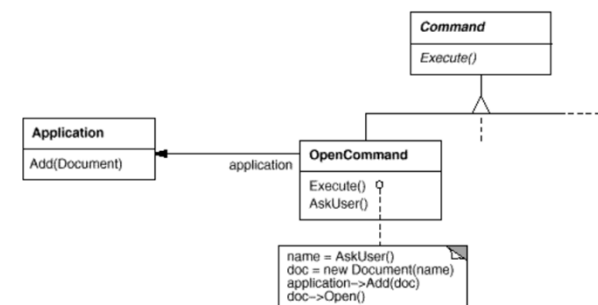 Command
Execute()
Application
Add(Document)
application
OpenCommand
Execute()
AskUser()
name = AskUser()
doc = new Document(name)
application->Add(doc)
doc->Open()